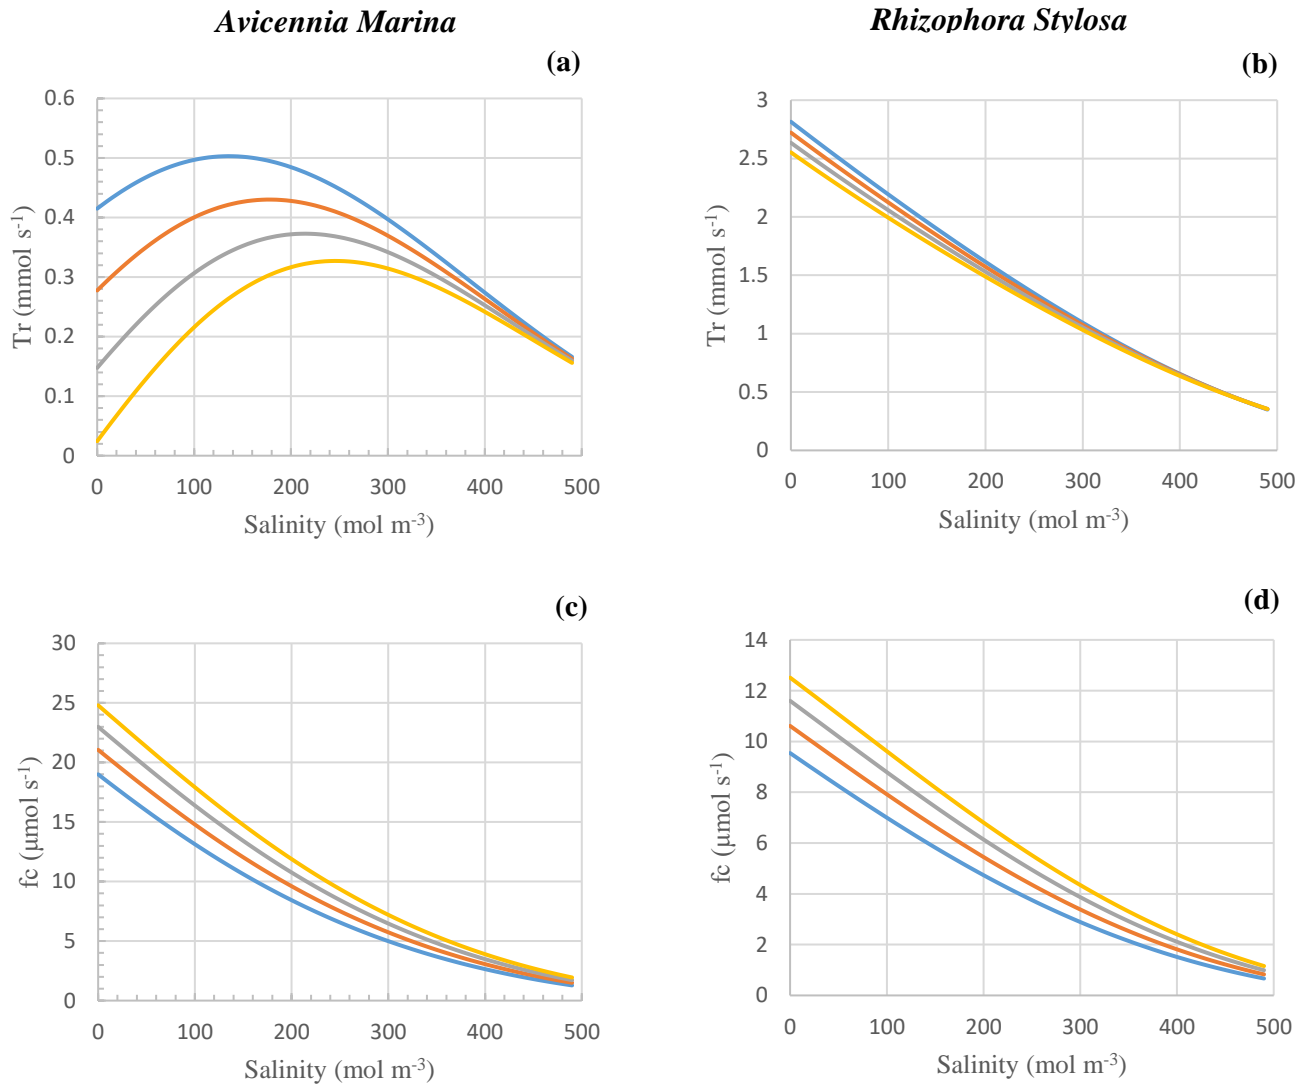 Avicennia Marina
Rhizophora Stylosa
(a)
0.6
0.5
0.4
0.3
0.2
0.1
0
Tr (mmol s-1)
0 100 200 300 400 500
Salinity (mol m-3)
(b)
3
2.5
2
1.5
1
0.5
0
Tr (mmol s-1)
0 100 200 300 400 500
Salinity (mol m-3)
(c)
30
25
20
15
10
5
0
fc (µmol s-1)
0 100 200 300 400 500
Salinity (mol m-3)
(d)
14
12
10
8
6
4
2
0
fc (µmol s-1)
0 100 200 300 400 500
Salinity (mol m-3)